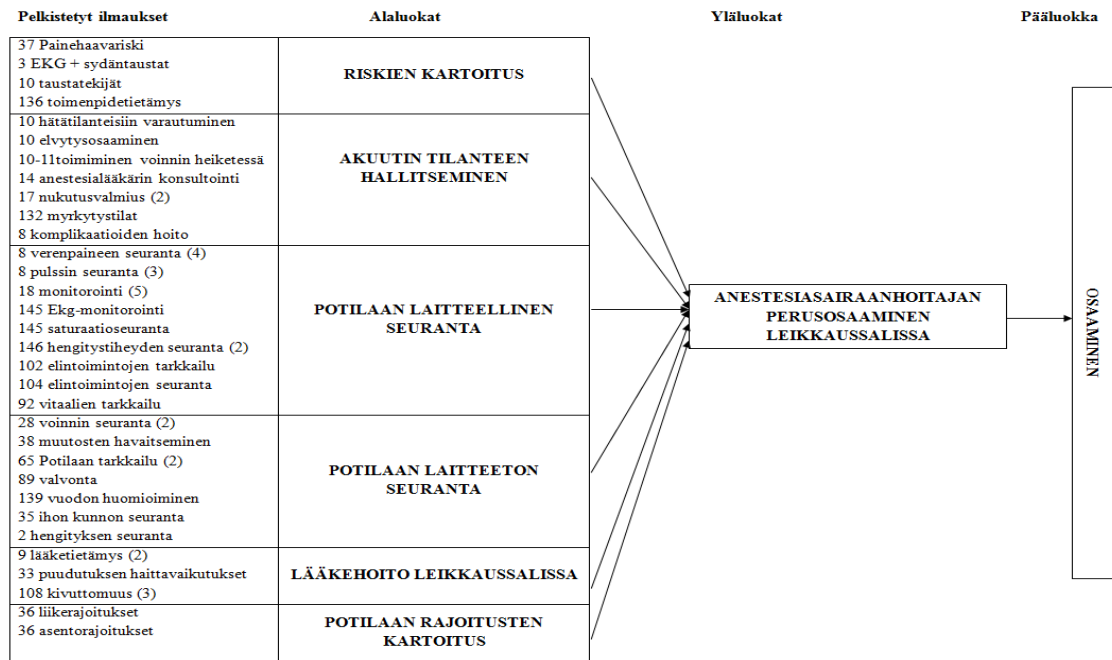 Pelkistetyt ilmaukset
Alaluokat
Yläluokat
Pääluokka
37 Painehaavariski
3 EKG + sydäntaustat
10 taustatekijät
136 toimenpidetietämys
RISKIEN KARTOITUS
10 hätätilanteisiin varautuminen
10 elvytysosaaminen
10-11toimiminen voinnin heiketessä
14 anestesialääkärin konsultointi
17 nukutusvalmius (2)
132 myrkytystilat
8 komplikaatioiden hoito
AKUUTIN TILANTEEN
HALLITSEMINEN
8 verenpaineen seuranta (4)
8 pulssin seuranta (3)
18 monitorointi (5)
145 Ekg-monitorointi
145 saturaatioseuranta
146 hengitystiheyden seuranta (2)
102 elintoimintojen tarkkailu
104 elintoimintojen seuranta
92 vitaalien tarkkailu
POTILAAN LAITTEELLINEN
SEURANTA
28 voinnin seuranta (2)
38 muutosten havaitseminen
65 Potilaan tarkkailu (2)
89 valvonta
139 vuodon huomioiminen
35 ihon kunnon seuranta
2 hengityksen seuranta
POTILAAN LAITTEETON
SEURANTA
9 lääketietämys (2)
33 puudutuksen haittavaikutukset
108 kivuttomuus (3)
LÄÄKEHOITO LEIKKAUSSALISSA
36 liikerajoitukset
36 asentorajoitukset
POTILAAN RAJOITUSTEN
KARTOITUS
ANESTESIASAIRAANHOITAJAN
PERUSOSAAMINEN
LEIKKAUSSALISSA
OSAAMINEN